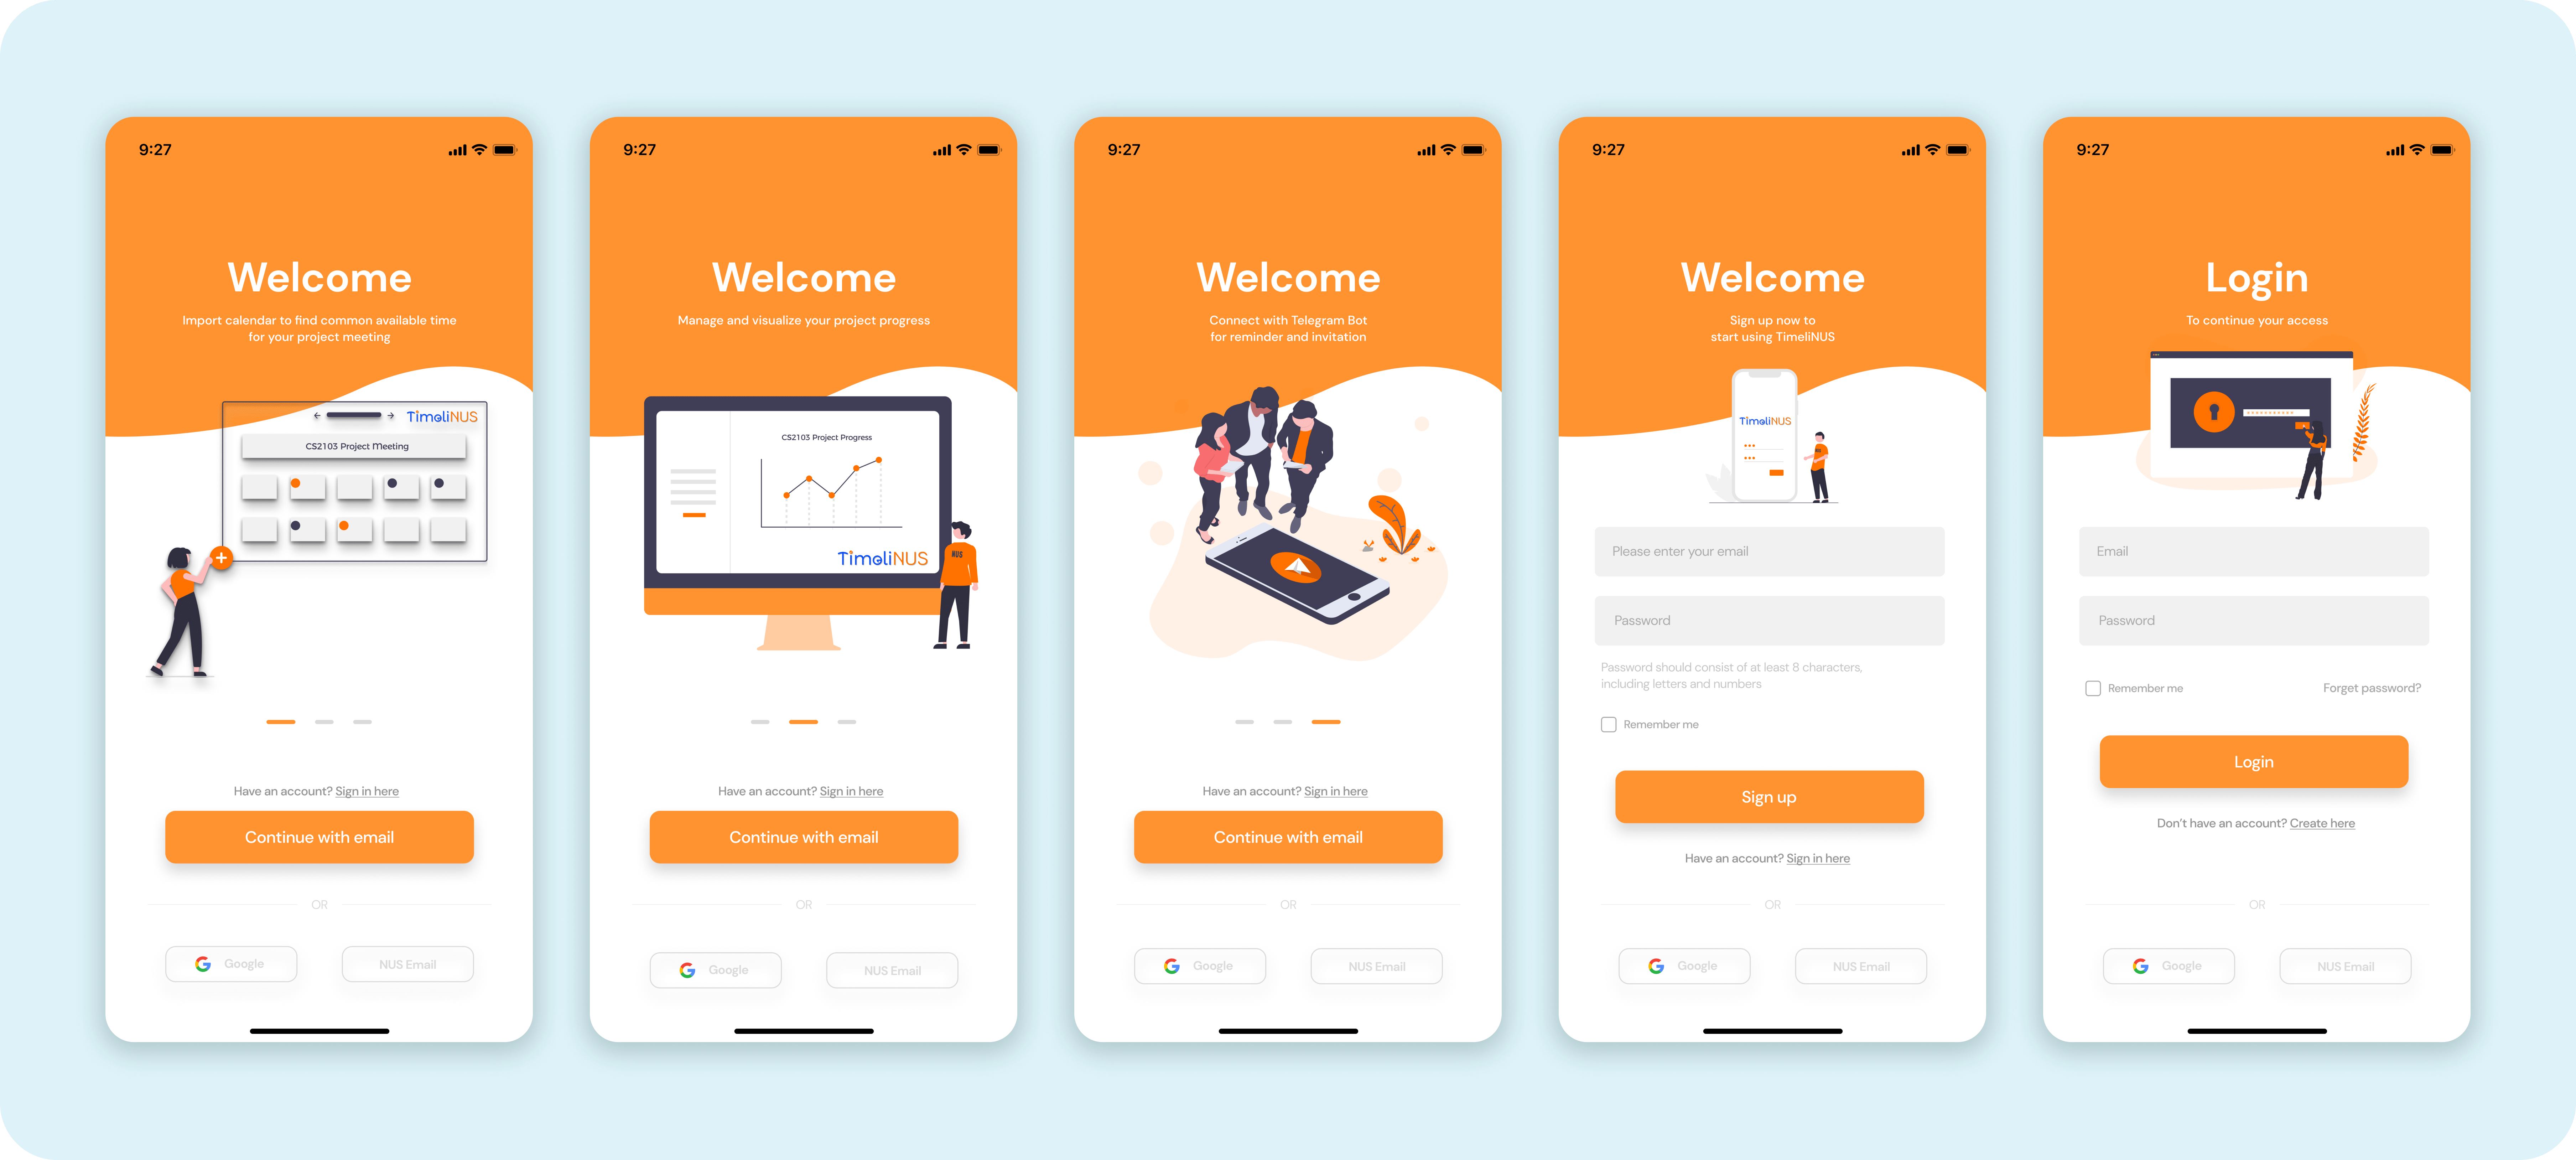 9:27
Welcome
Import calendar to find common available time
for your project meeting
TimeliNUS
CS2103 Project Meeting
Have an account? Sign in here
Continue with email
OR
Google
NUS Email
9:27
Welcome
Manage and visualize your project progress
CS2103 Project Progress
TimeliNUS
NUS
Have an account? Sign in here
Continue with email
OR
Google
NUS Email
9:27
Welcome
Connect with Telegram Bot
for reminder and invitation
Have an account? Sign in here
Continue with email
OR
Google
NUS Email
9:27
Welcome
Sign up now to
start using TimeliNUS
TimeliNUS
Please enter your email
Password
Password should consist of at least 8 characters,
including letters and numbers
Remember me
Sign up
Have an account? Sign in here
OR
Google
NUS Email
9:27
Login
To continue your access
Email
Password
Remember me
Forget password?
Login
Don't have an account? Create here
OR
Google
NUS Email